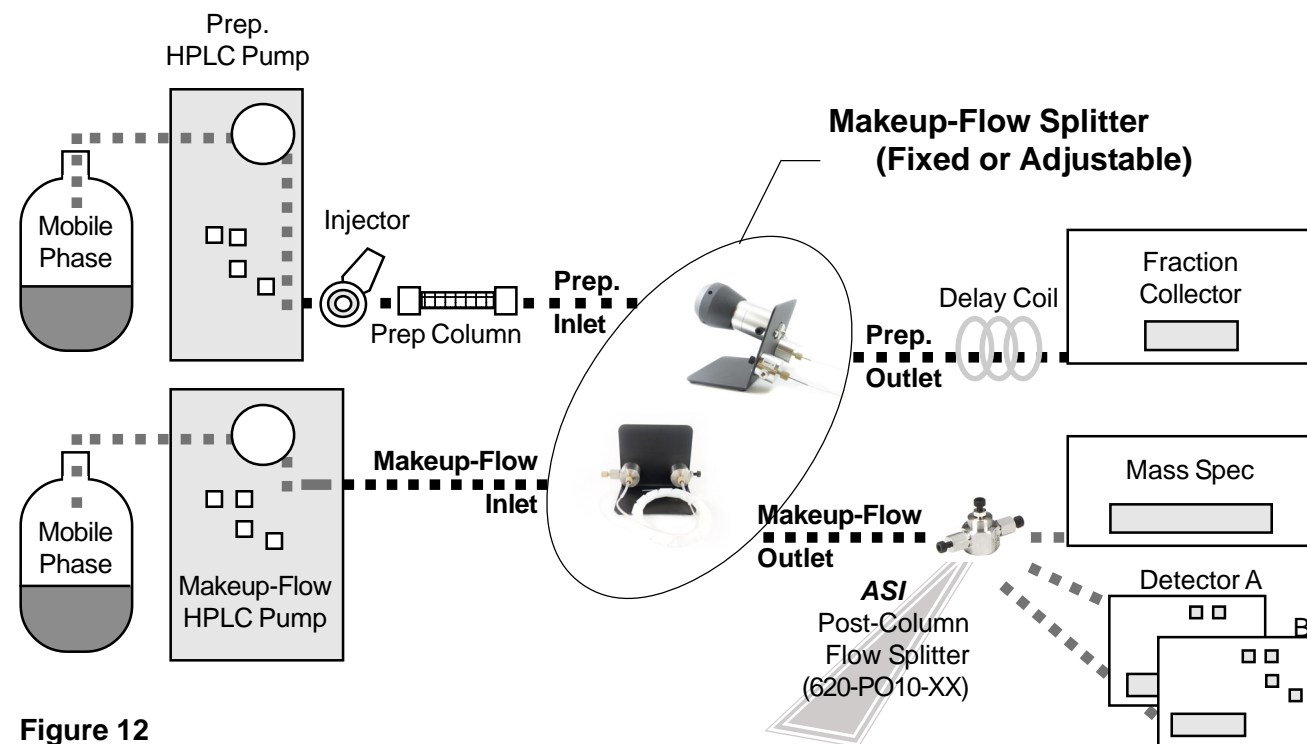 Prep.
HPLC Pump
Makeup-Flow Splitter
(Fixed or Adjustable)
Mobile
Phase
Injector
Prep Column
Prep.
Inlet
Prep.
Outlet
Delay Coil
Fraction
Collector
Mobile
Phase
Makeup-Flow
HPLC Pump
Makeup-Flow
Inlet
Makeup-Flow
Outlet
Mass Spec
ASI
Post-Column
Flow Splitter
(620-PO10-XX)
Detector A
B
Figure 12